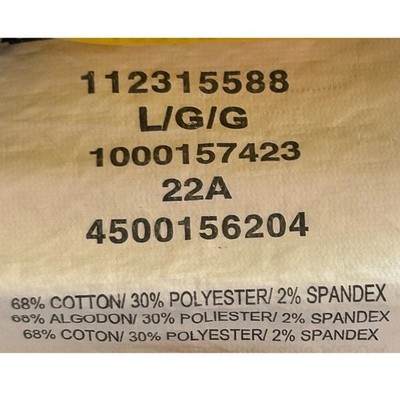 112315588
L/G/G
1000157423
22A
4500156204
68% COTTON/ 30% POLYESTER/ 2% SPANDEX
68% ALGODON/ 30% POLIESTER/ 2% SPANDEX
68% COTON/ 30% POLYESTER/ 2% SPANDEX